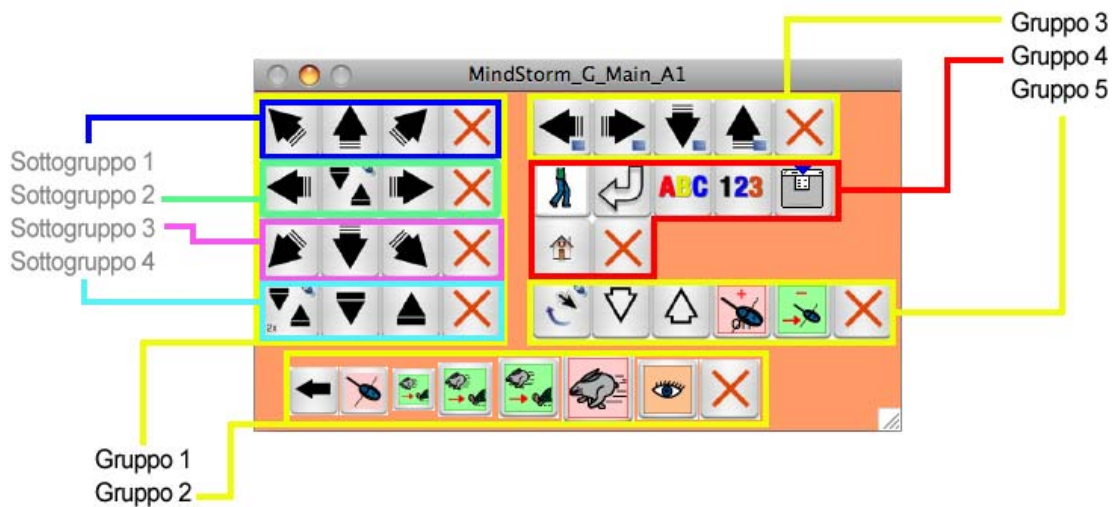 Gruppo 3
Gruppo 4
Gruppo 5
MindStorm_G_Main_A1
Sottogruppo 1
Sottogruppo 2
Sottogruppo 3
Sottogruppo 4
ABC 123
2x
off
Gruppo 1
Gruppo 2